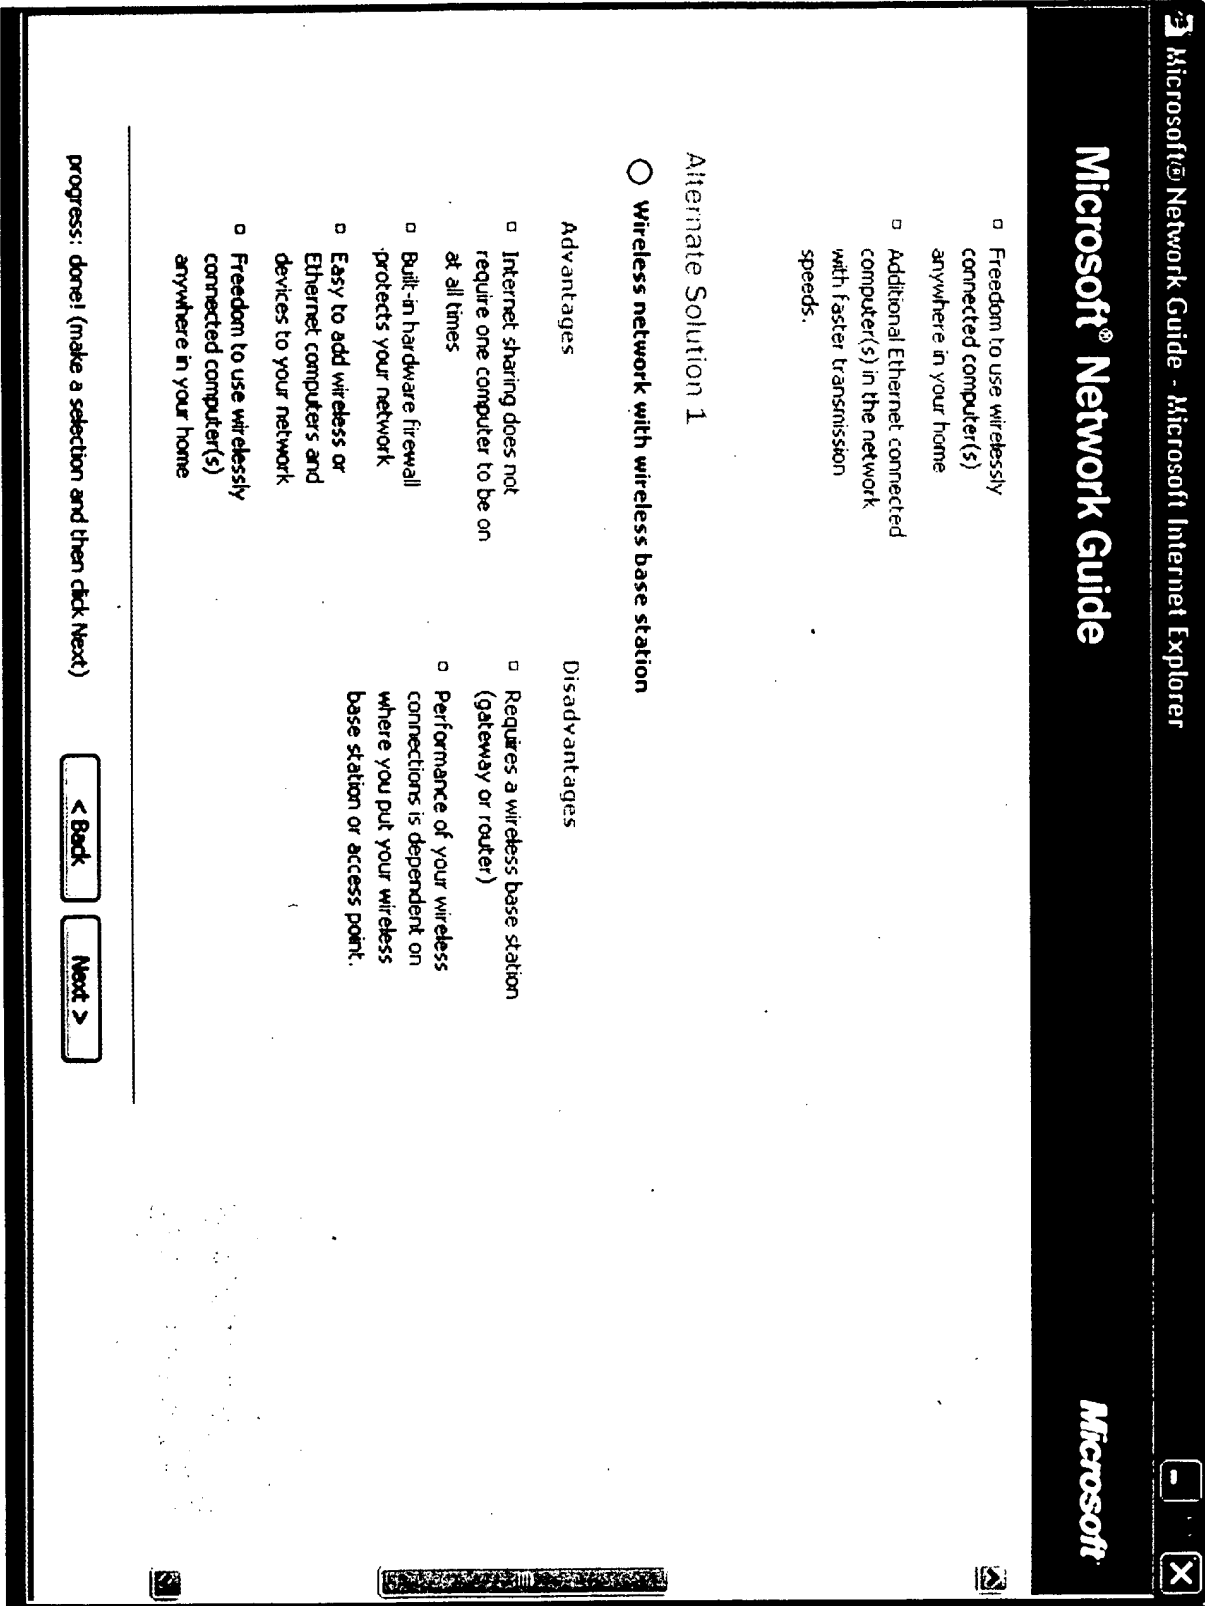 Microsoft® Network Guide - Microsoft Internet Explorer
Microsoft® Network Guide
Microsoft
Freedom to use wirelessly
connected computer(s)
anywhere in your home
Additional Ethernet connected
computer(s) in the network
with faster transmission
speeds.
Alternate Solution 1
Wireless network with wireless base station
Advantages
Internet sharing does not
require one computer to be on
at all times
Built-in hardware firewall
protects your network
Easy to add wireless or
Ethernet computers and
devices to your network
Freedom to use wirelessly
connected computer(s)
anywhere in your home
Disadvantages
Requires a wireless base station
(gateway or router)
Performance of your wireless
connections is dependent on
where you put your wireless
base station or access point.
progress: done! (make a selection and then click Next)
< Back
Next >